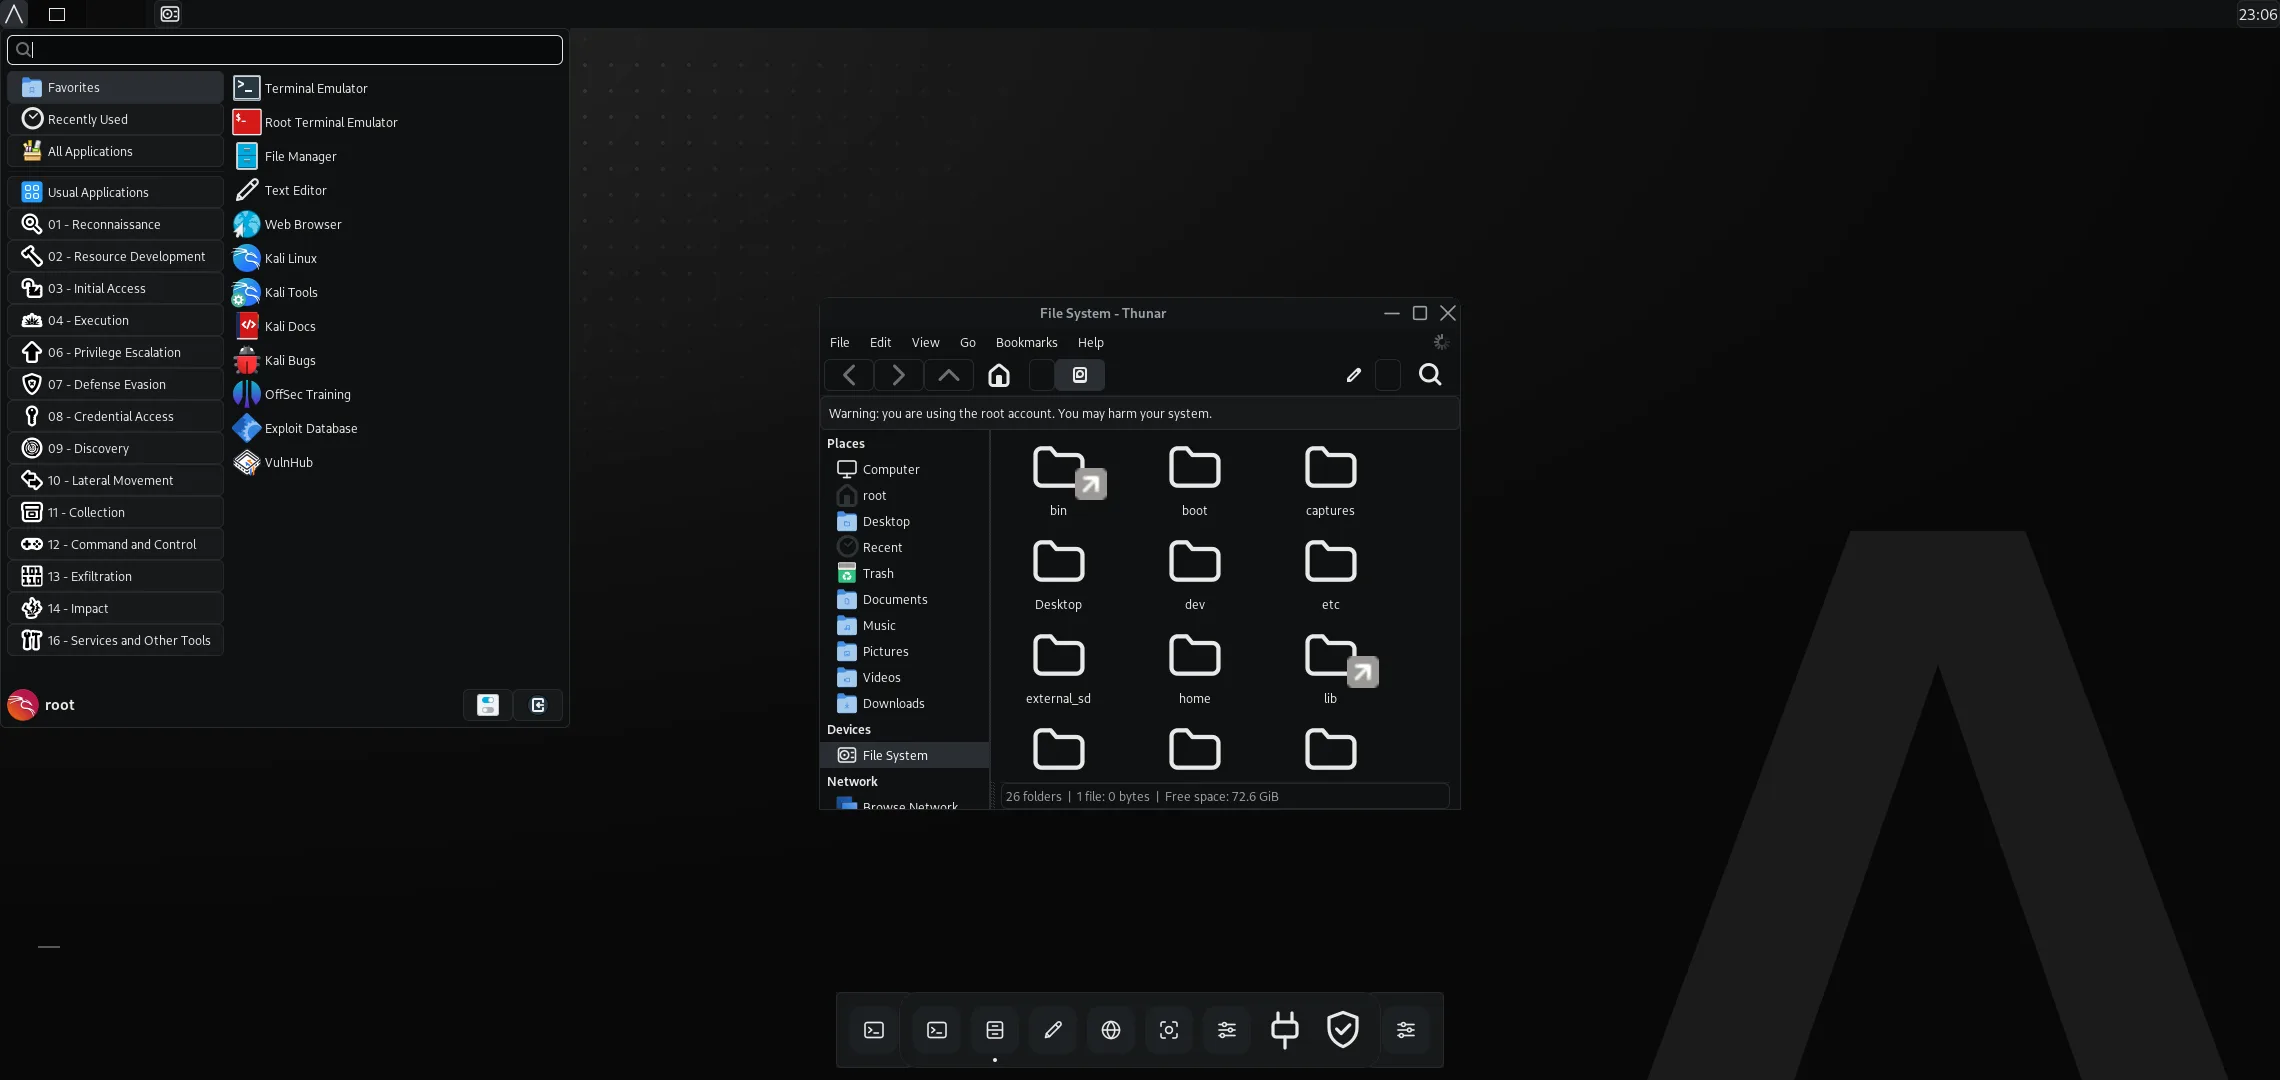 23:06
Favorites
Recently Used
All Applications
Usual Applications
01 - Reconnaissance
02 - Resource Development
03 - Initial Access
04 - Execution
06 - Privilege Escalation
07 - Defense Evasion
08 - Credential Access
09 - Discovery
10 - Lateral Movement
11 - Collection
12 - Command and Control
13 - Exfiltration
14 - Impact
16 - Services and Other Tools
root
Terminal Emulator
Root Terminal Emulator
File Manager
Text Editor
Web Browser
Kali Linux
Kali Tools
Kali Docs
Kali Bugs
OffSec Training
Exploit Database
VulnHub
File System - Thunar
File Edit View Go Bookmarks Help
Warning: you are using the root account. You may harm your system.
Places
Computer
root
Desktop
Recent
Trash
Documents
Music
Pictures
Videos
Downloads
Devices
File System
Network
Browse Network
bin boot captures
Desktop dev etc
external_sd home lib
26 folders | 1 file: 0 bytes | Free space: 72.6 GiB